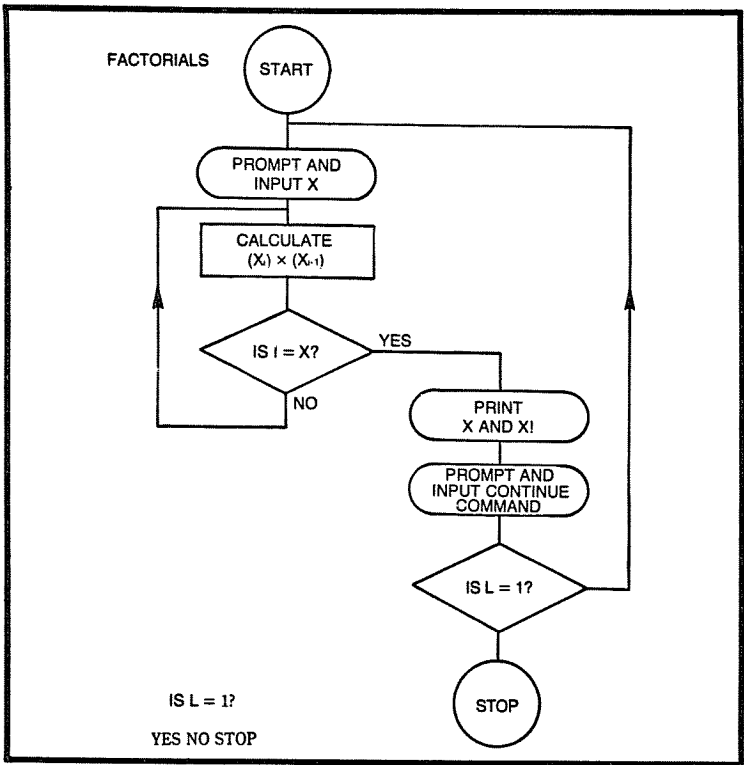 FACTORIALS
START
PROMPT AND
INPUT X
CALCULATE
(Xᵢ) × (Xᵢ₋₁)
IS I = X?
YES
NO
PRINT
X AND X!
PROMPT AND
INPUT CONTINUE
COMMAND
IS L = 1?
STOP
IS L = 1?
YES NO STOP